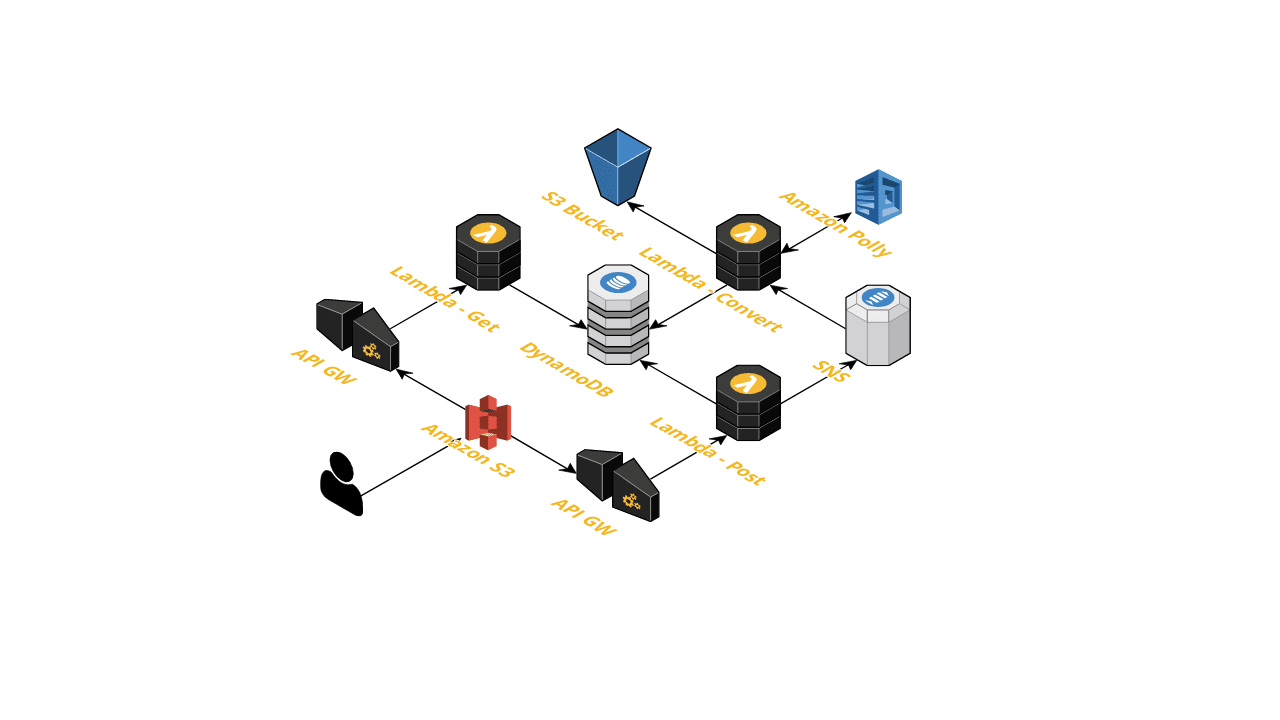 S3 Bucket
Amazon Polly
Lambda - Get
Lambda - Convert
API GW
DynamoDB
SNS
Amazon S3
Lambda - Post
API GW